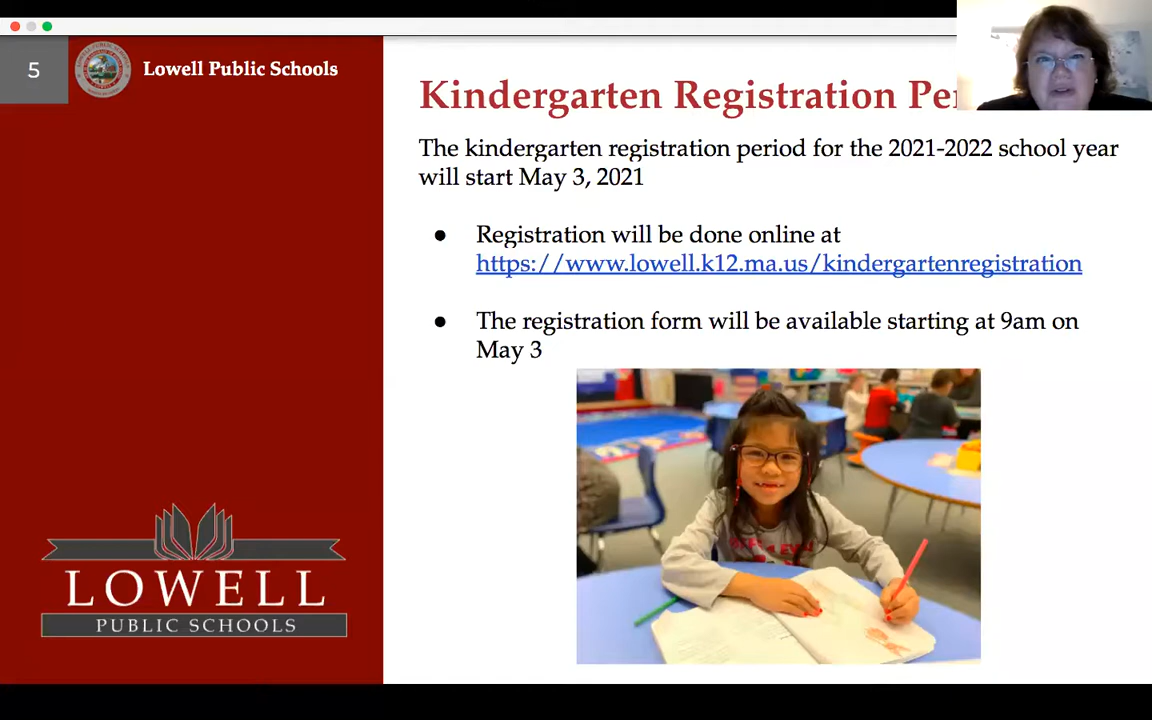 5
Lowell Public Schools
Kindergarten Registration
The kindergarten registration period for the 2021-2022 school year
will start May 3, 2021
● Registration will be done online at
https://www.lowell.k12.ma.us/kindergartenregistration
● The registration form will be available starting at 9am on
May 3
LOWELL
PUBLIC SCHOOLS